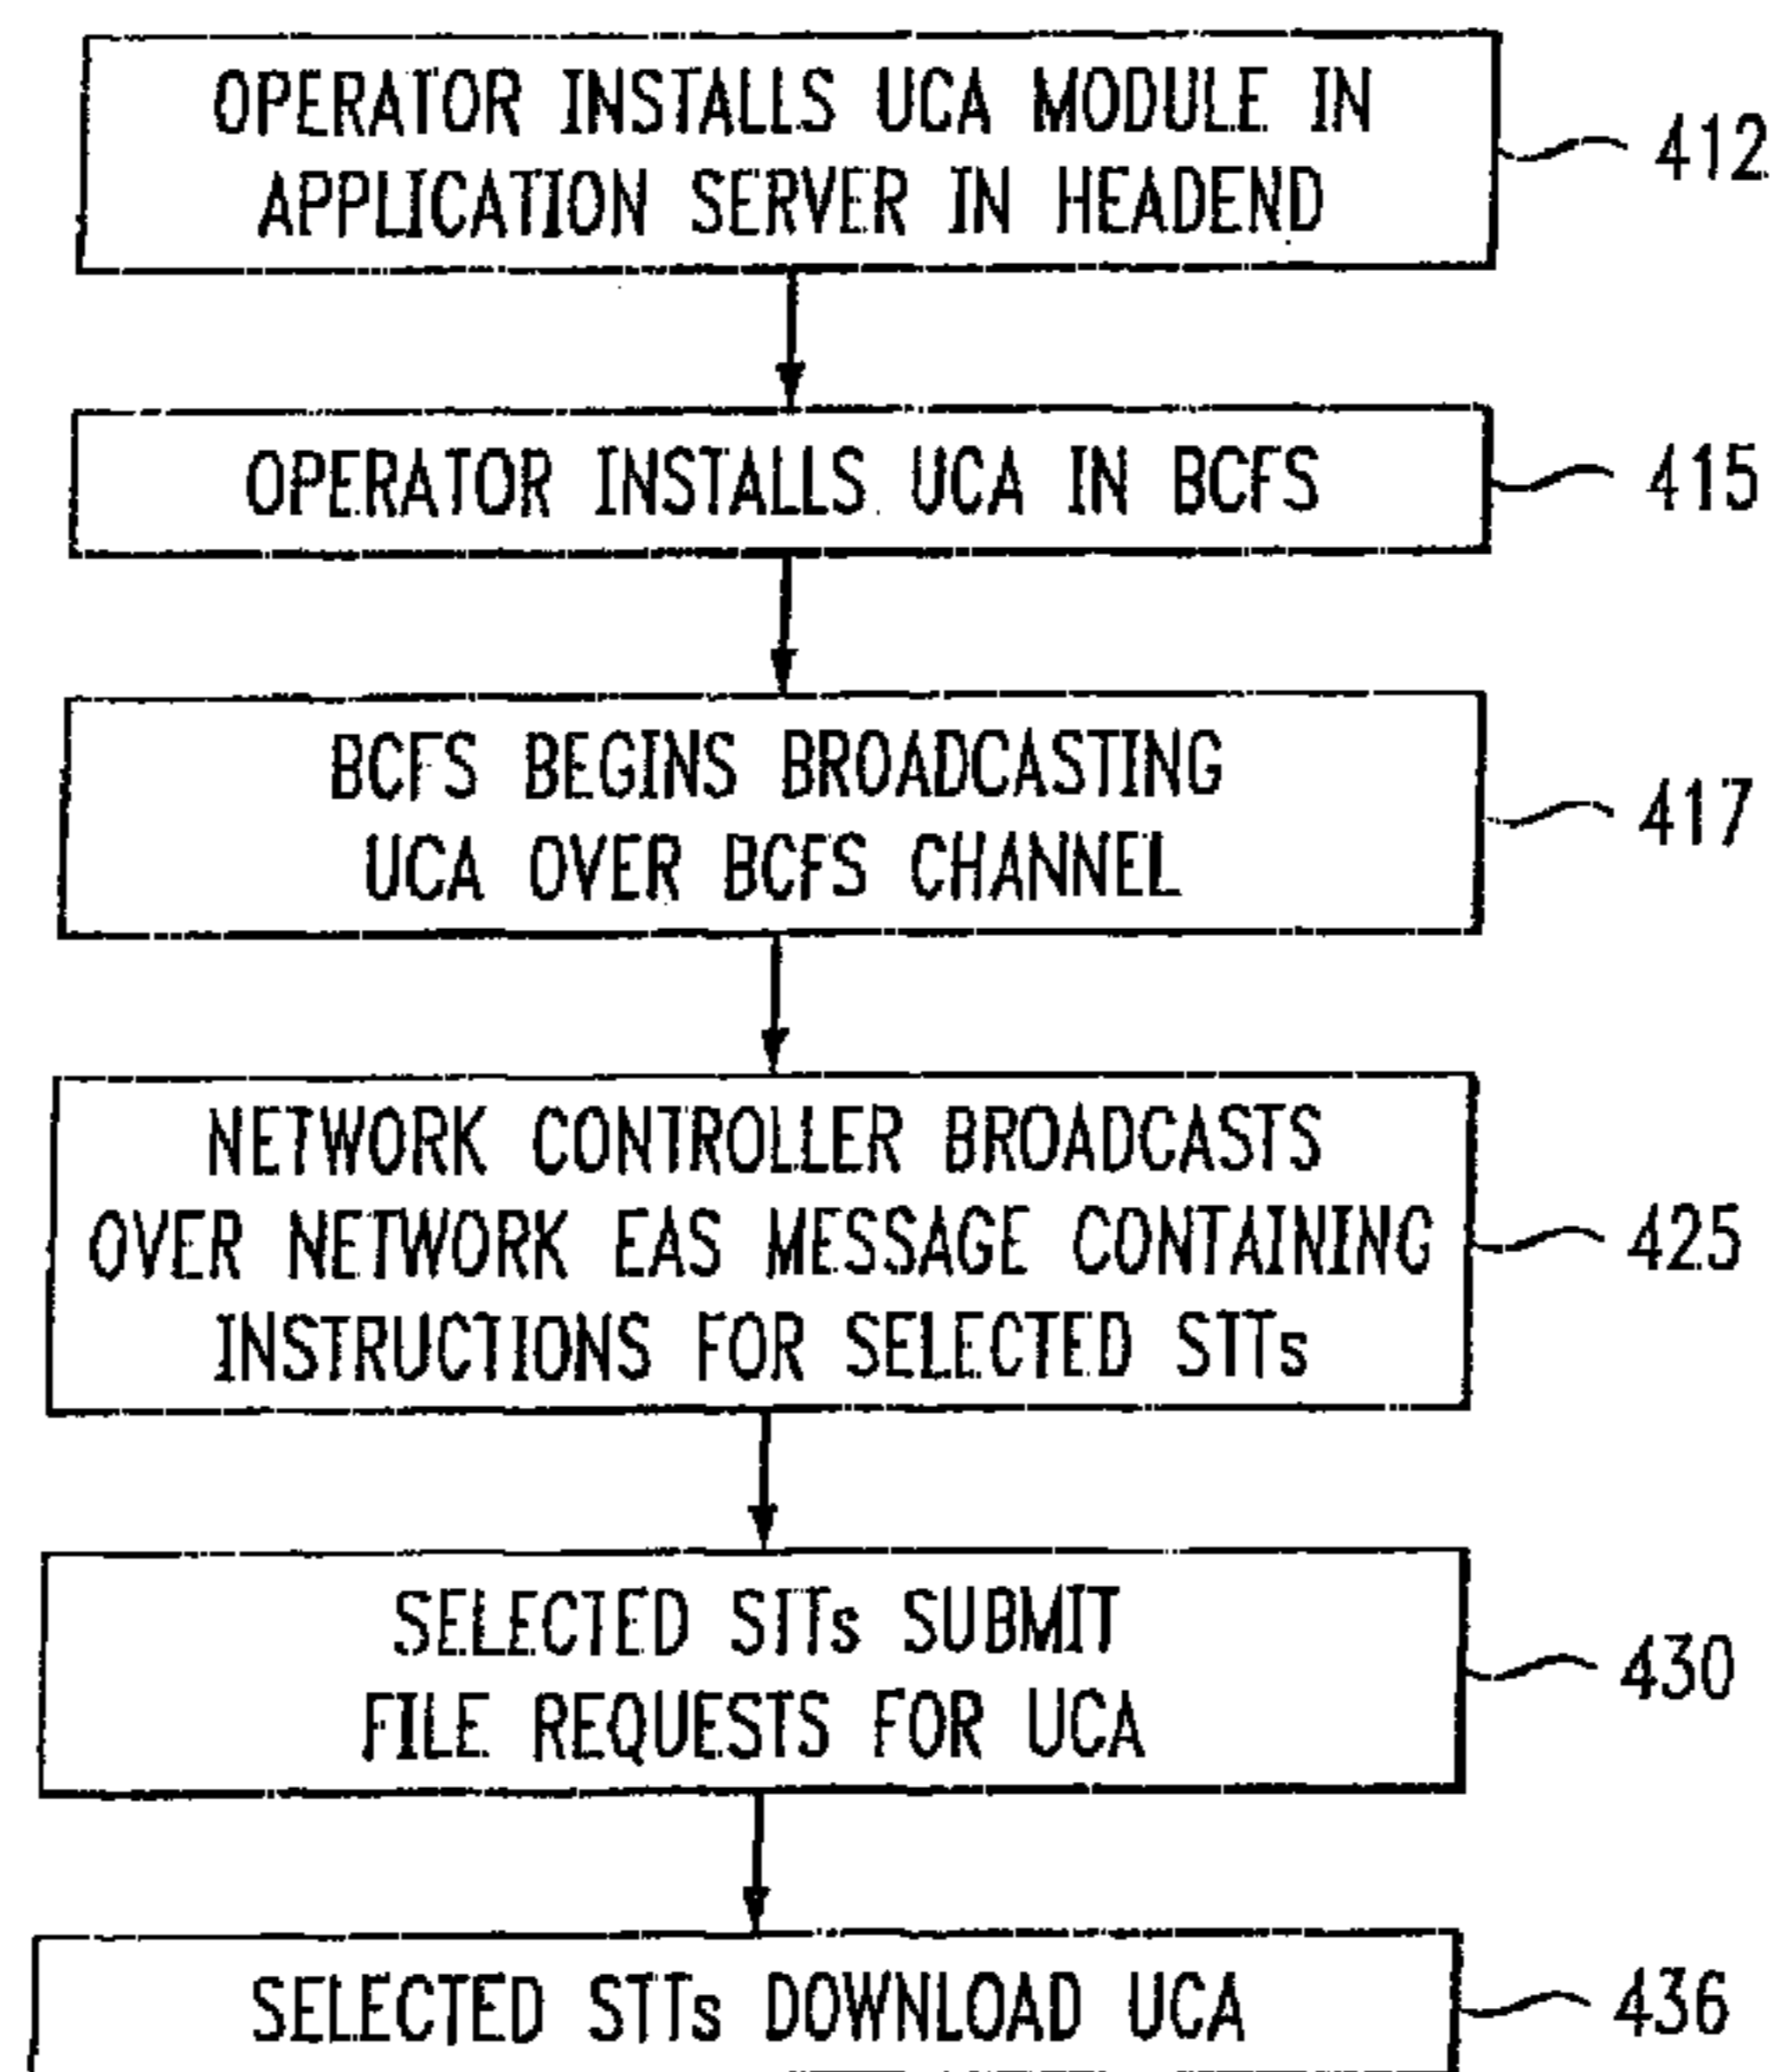 OPERATOR INSTALLS UCA MODULE IN
APPLICATION SERVER IN HEADEND
412
OPERATOR INSTALLS UCA IN BCFS
415
BCFS BEGINS BROADCASTING
UCA OVER BCFS CHANNEL
417
NETWORK CONTROLLER BROADCASTS
OVER NETWORK EAS MESSAGE CONTAINING
INSTRUCTIONS FOR SELECTED STTs
425
SELECTED STTs SUBMIT
FILE REQUESTS FOR UCA
430
SELECTED STTs DOWNLOAD UCA
436